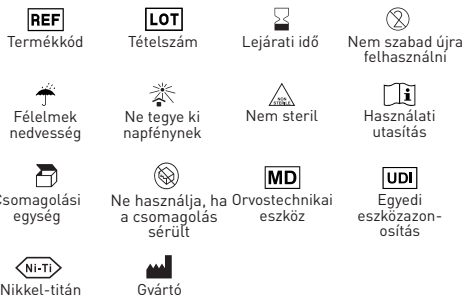 REF LOT
Termékkód Tételszám Lejárati idő Nem szabad újra
felhasználni
NON
STERILE
Félelmek
nedvesség
Ne tegye ki
napfénynek
Nem steril
Használati
utasítás
MD UDI
Csomagolási
egység
Ne használja, ha
a csomagolás
sérült
Orvostechnikai
eszköz
Egyedi
eszközazon-
osítás
Ni-Ti
Nikkel-titán Gyártó